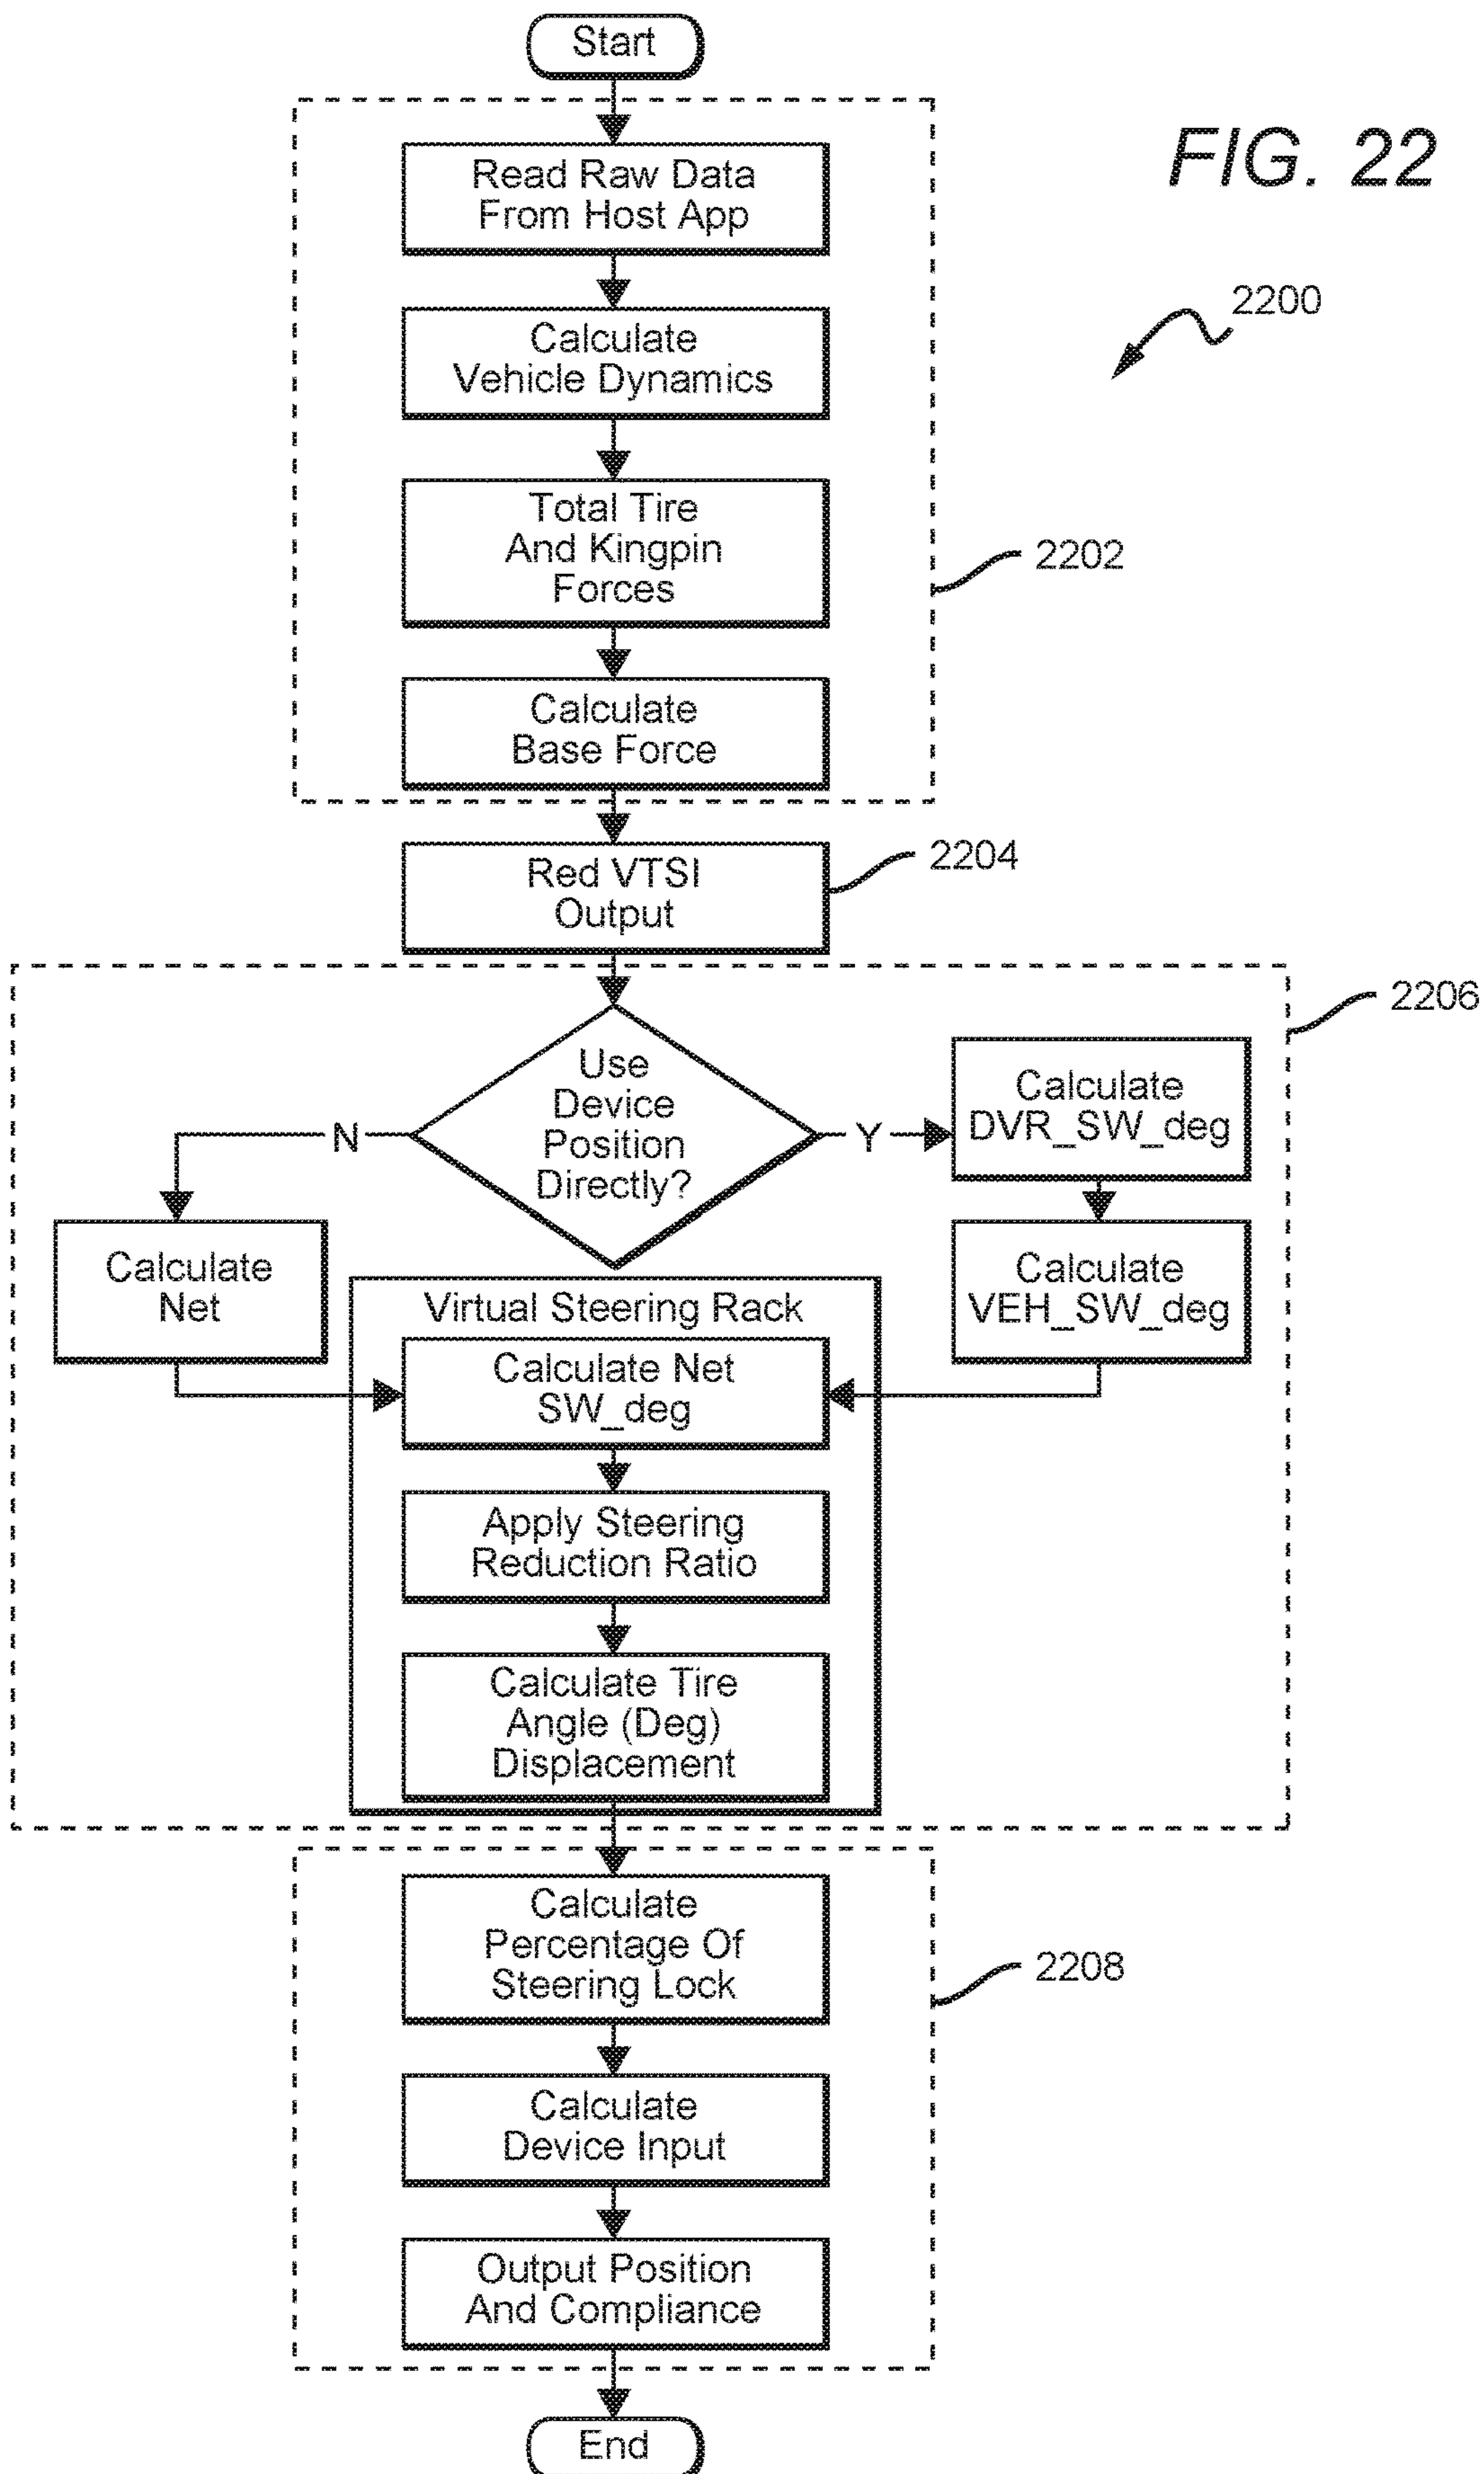 Start
FIG. 22
Read Raw Data
From Host App
2200
Calculate
Vehicle Dynamics
Total Tire
And Kingpin
Forces
2202
Calculate
Base Force
Red VTSI
Output
2204
2206
Use
Device
Position
Directly?
N
Y
Calculate
DVR_SW_deg
Calculate
VEH_SW_deg
Calculate
Net
Virtual Steering Rack
Calculate Net
SW_deg
Apply Steering
Reduction Ratio
Calculate Tire
Angle (Deg)
Displacement
Calculate
Percentage Of
Steering Lock
2208
Calculate
Device Input
Output Position
And Compliance
End